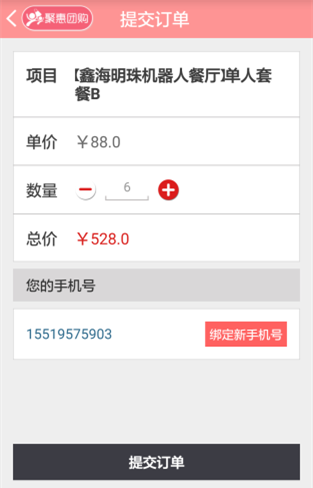 聚惠团购
提交订单
项目 【鑫海明珠机器人餐厅】单人套
餐B
单价 ￥88.0
数量 6
总价 ￥528.0
您的手机号
15519575903 绑定新手机号
提交订单